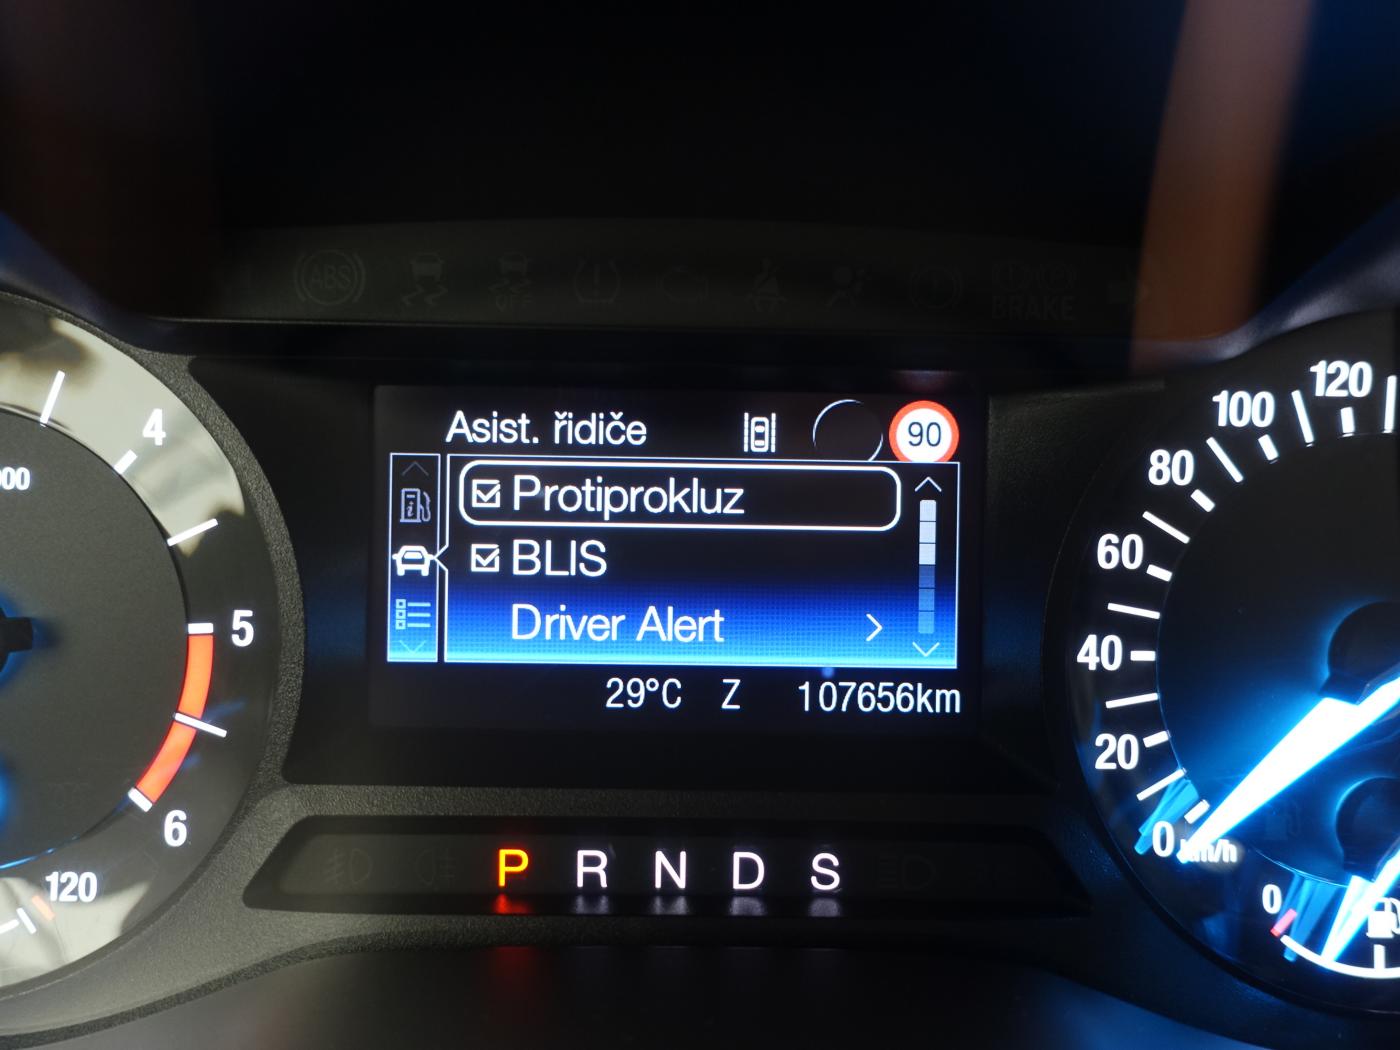 ABS
OFF
BRAKE
Asist. řidiče
90
Protiprokluz
BLIS
Driver Alert
29°C Z 107656km
P R N D S
4
5
6
120
0
20
40
60
80
100
120
km/h
0